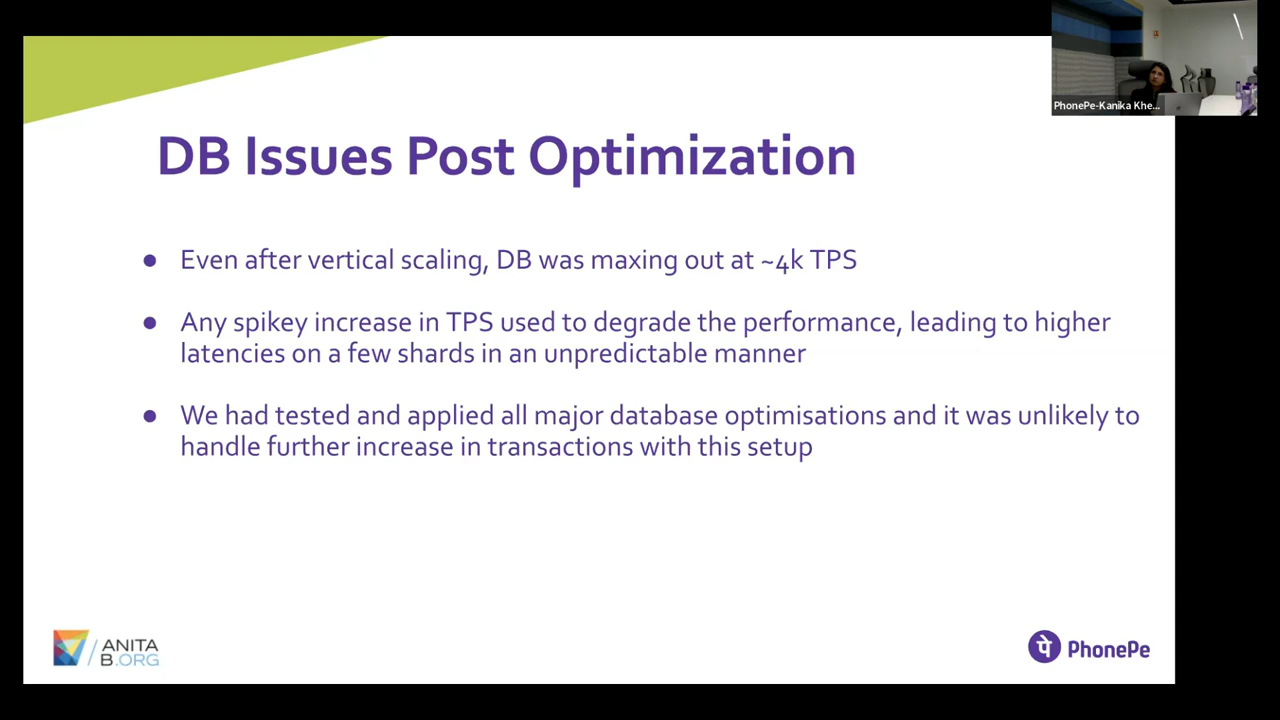 PhonePe-Kanika Khe...
DB Issues Post Optimization
● Even after vertical scaling, DB was maxing out at ~4k TPS
● Any spikey increase in TPS used to degrade the performance, leading to higher
latencies on a few shards in an unpredictable manner
● We had tested and applied all major database optimisations and it was unlikely to
handle further increase in transactions with this setup
ANITA
B.ORG
पे PhonePe